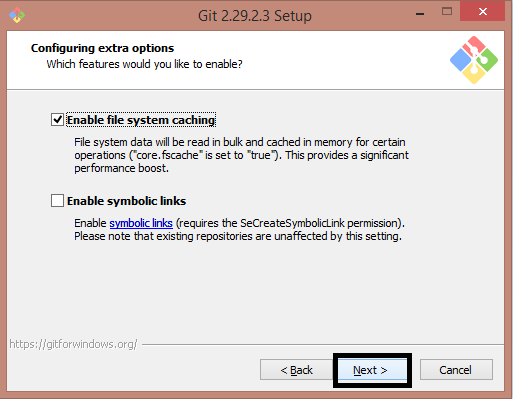 Git 2.29.2.3 Setup
Configuring extra options
Which features would you like to enable?
Enable file system caching
File system data will be read in bulk and cached in memory for certain
operations ("core.fscache" is set to "true"). This provides a significant
performance boost.
Enable symbolic links
Enable symbolic links (requires the SeCreateSymbolicLink permission).
Please note that existing repositories are unaffected by this setting.
https://gitforwindows.org/
< Back
Next >
Cancel